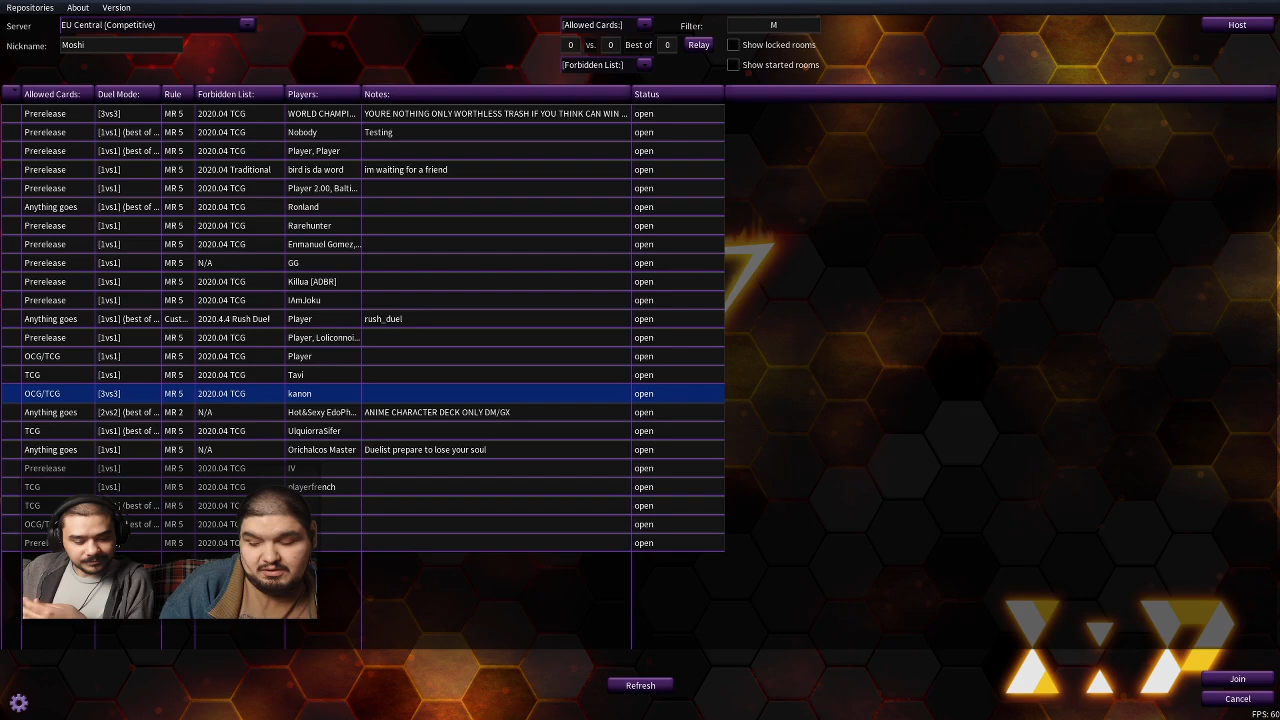 Repositories About Version
Server EU Central (Competitive) [Allowed Cards:] Filter: M Host
Nickname: Moshi 0 vs. 0 Best of 0 Relay Show locked rooms
[Forbidden List:] Show started rooms
Allowed Cards: Duel Mode: Rule Forbidden List: Players: Notes: Status
Prerelease [3vs3] MR 5 2020.04 TCG WORLD CHAMPI... YOURE NOTHING ONLY WORTHLESS TRASH IF YOU THINK CAN WIN ... open
Prerelease [1vs1] (best of ... MR 5 2020.04 TCG Nobody Testing open
Prerelease [1vs1] (best of ... MR 5 2020.04 TCG Player, Player open
Prerelease [1vs1] MR 5 2020.04 Traditional bird is da word im waiting for a friend open
Prerelease [1vs1] MR 5 2020.04 TCG Player 2.00, Balti... open
Anything goes [1vs1] (best of ... MR 5 2020.04 TCG Ronland open
Prerelease [1vs1] MR 5 2020.04 TCG Rarehunter open
Prerelease [1vs1] MR 5 2020.04 TCG Enmanuel Gomez,... open
Prerelease [1vs1] MR 5 N/A GG open
Prerelease [1vs1] MR 5 2020.04 TCG Killua [ADBR] open
Prerelease [1vs1] MR 5 2020.04 TCG IAmJoku open
Anything goes [1vs1] (best of ... Cust... 2020.4.4 Rush Duel Player rush_duel open
Prerelease [1vs1] MR 5 2020.04 TCG Player, Loliconnoi... open
OCG/TCG [1vs1] MR 5 2020.04 TCG Player open
TCG [1vs1] MR 5 2020.04 TCG Tavi open
OCG/TCG [3vs3] MR 5 2020.04 TCG kanon open
Anything goes [2vs2] (best of ... MR 2 N/A Hot&Sexy EdoPh... ANIME CHARACTER DECK ONLY DM/GX open
TCG [1vs1] (best of ... MR 5 2020.04 TCG UlquiorraSifer open
Anything goes [1vs1] MR 5 N/A Orichalcos Master Duelist prepare to lose your soul open
Prerelease [1vs1] MR 5 2020.04 TCG IV open
TCG [1vs1] MR 5 2020.04 TCG playerfrench open
TCG (best of ... MR 5 2020.04 open
best of ... MR 5 2020.04 open
MR 5 2020.04 open
Refresh
Join
Cancel
FPS: 60